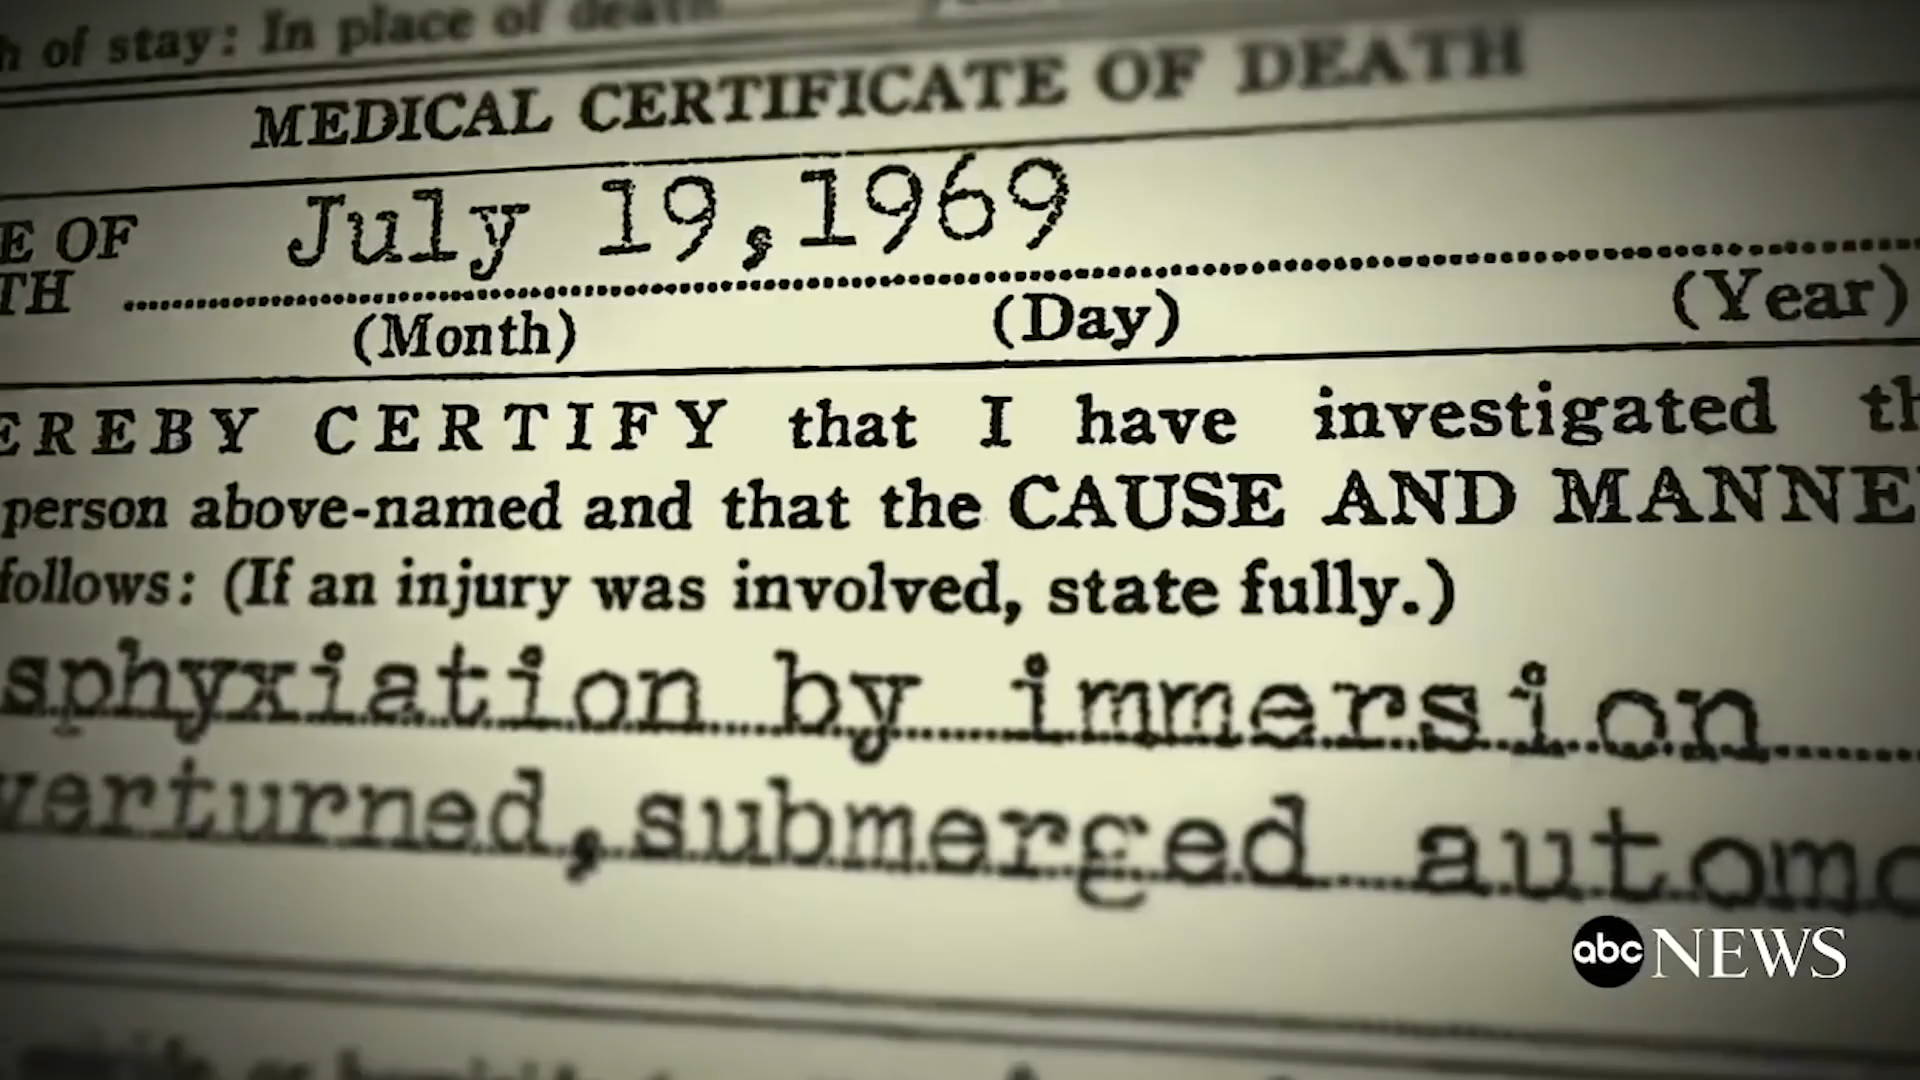 h of stay: In place of death
MEDICAL CERTIFICATE OF DEATH
E OF
TH
July 19,1969
(Month) (Day) (Year)
EREBY CERTIFY that I have investigated th
person above-named and that the CAUSE AND MANNE
follows: (If an injury was involved, state fully.)
sphyxiation by immersion
verturned,submerged automo
abc NEWS